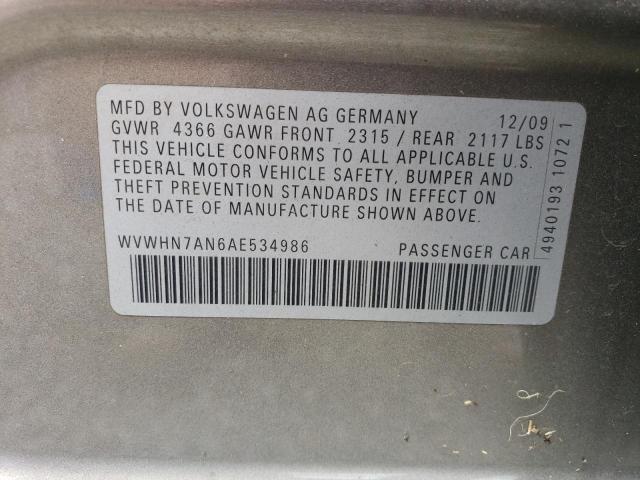 MFD BY VOLKSWAGEN AG GERMANY 12/09
GVWR 4366 GAWR FRONT 2315 / REAR 2117 LBS
THIS VEHICLE CONFORMS TO ALL APPLICABLE U.S.
FEDERAL MOTOR VEHICLE SAFETY, BUMPER AND
THEFT PREVENTION STANDARDS IN EFFECT ON
THE DATE OF MANUFACTURE SHOWN ABOVE.
WVWHN7AN6AE534986 PASSENGER CAR
4940193 1072 1